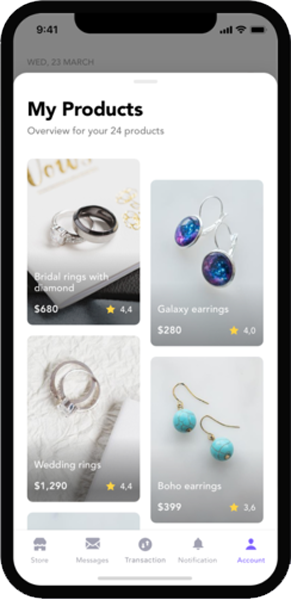 9:41
WED, 23 MARCH
My Products
Overview for your 24 products
Bridal rings with
diamond
$680 4,4
Galaxy earrings
$280 4,0
Wedding rings
$1,290 4,4
Boho earrings
$399 3,6
Store Messages Transaction Notification Account